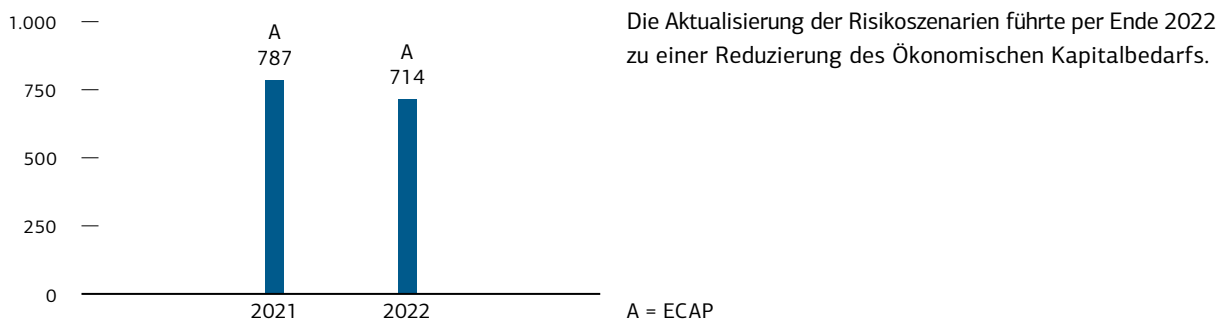 1.000
750
500
250
0
A
787
A
714
2021
2022
Die Aktualisierung der Risikoszenarien führte per Ende 2022
zu einer Reduzierung des Ökonomischen Kapitalbedarfs.
A = ECAP